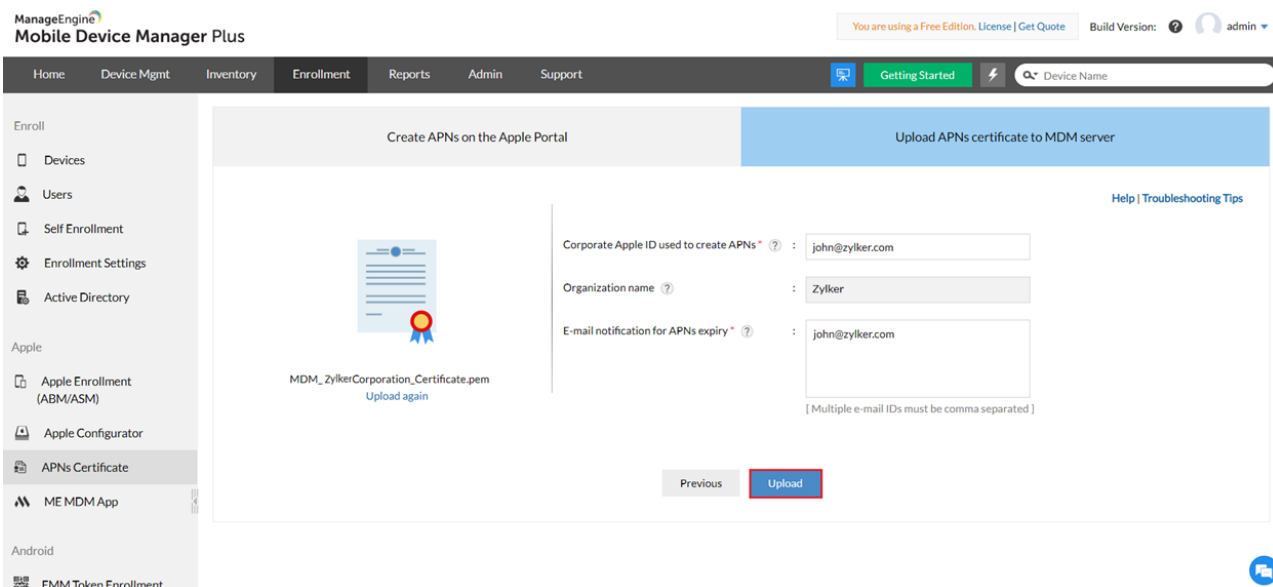 ManageEngine
Mobile Device Manager Plus
You are using a Free Edition. License | Get Quote
Build Version:
admin
Home Device Mgmt Inventory Enrollment Reports Admin Support
Getting Started
Device Name
Enroll
Devices
Users
Self Enrollment
Enrollment Settings
Active Directory
Apple
Apple Enrollment
(ABM/ASM)
Apple Configurator
APNs Certificate
ME MDM App
Android
EMM Token Enrollment
Create APNs on the Apple Portal
Upload APNs certificate to MDM server
Help | Troubleshooting Tips
MDM_ZylkerCorporation_Certificate.pem
Upload again
Corporate Apple ID used to create APNs * ? : john@zylker.com
Organization name ? : Zylker
E-mail notification for APNs expiry * ? : john@zylker.com
[ Multiple e-mail IDs must be comma separated ]
Previous
Upload